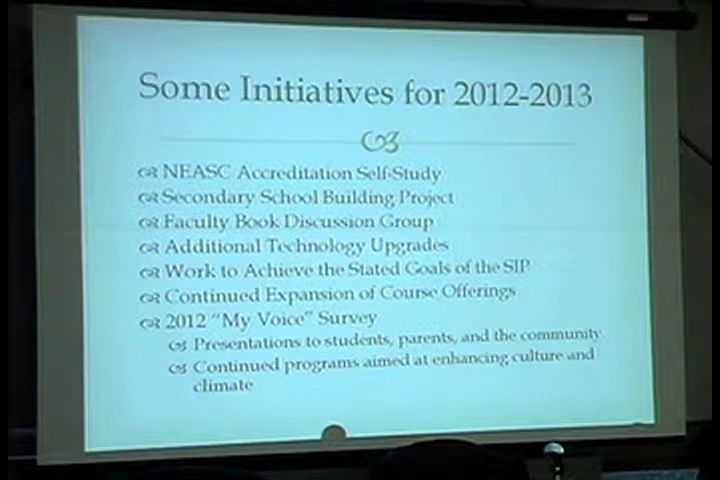 Some Initiatives for 2012-2013
NEASC Accreditation Self-Study
Secondary School Building Project
Faculty Book Discussion Group
Additional Technology Upgrades
Work to Achieve the Stated Goals of the SIP
Continued Expansion of Course Offerings
2012 “My Voice” Survey
Presentations to students, parents, and the community
Continued programs aimed at enhancing culture and
climate